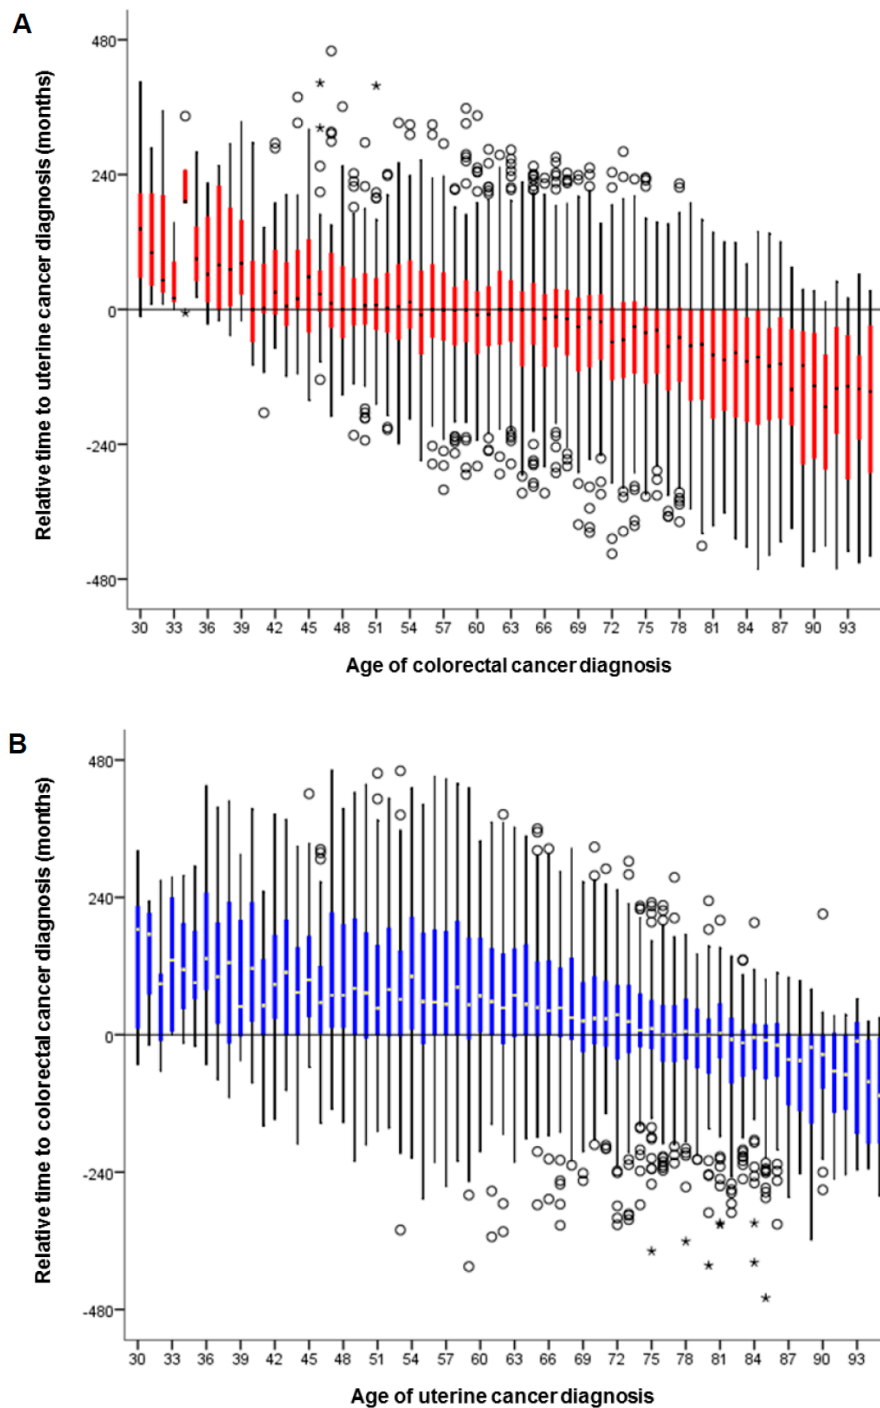 A
Relative time to uterine cancer diagnosis (months)
480
240
0
-240
-480
30 33 36 39 42 45 48 51 54 57 60 63 66 69 72 75 78 81 84 87 90 93
Age of colorectal cancer diagnosis
B
Relative time to colorectal cancer diagnosis (months)
480
240
0
-240
-480
30 33 36 39 42 45 48 51 54 57 60 63 66 69 72 75 78 81 84 87 90 93
Age of uterine cancer diagnosis